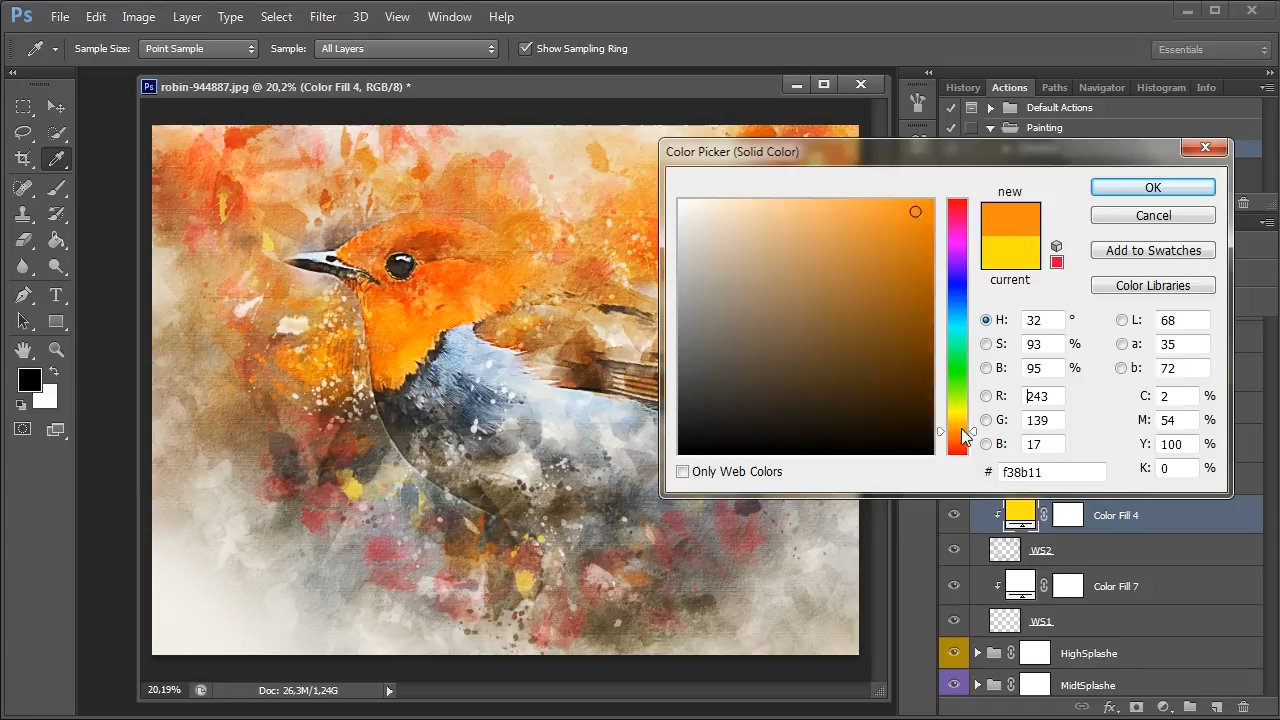 Ps File Edit Image Layer Type Select Filter 3D View Window Help
Sample Size: Point Sample Sample: All Layers Show Sampling Ring Essentials
Ps robin-944887.jpg @ 20,2% (Color Fill 4, RGB/8) *
History Actions Paths Navigator Histogram Info
Default Actions
Painting
Color Picker (Solid Color)
new
current
OK
Cancel
Add to Swatches
Color Libraries
H: 32 ° L: 68
S: 93 % a: 35
B: 95 % b: 72
R: 243 C: 2 %
G: 139 M: 54 %
B: 17 Y: 100 %
# f38b11 K: 0 %
Only Web Colors
T
Color Fill 4
WS2
Color Fill 7
WS1
HighSplashe
MidtSplashe
20,19% Doc: 26,3M/1,24G
fx